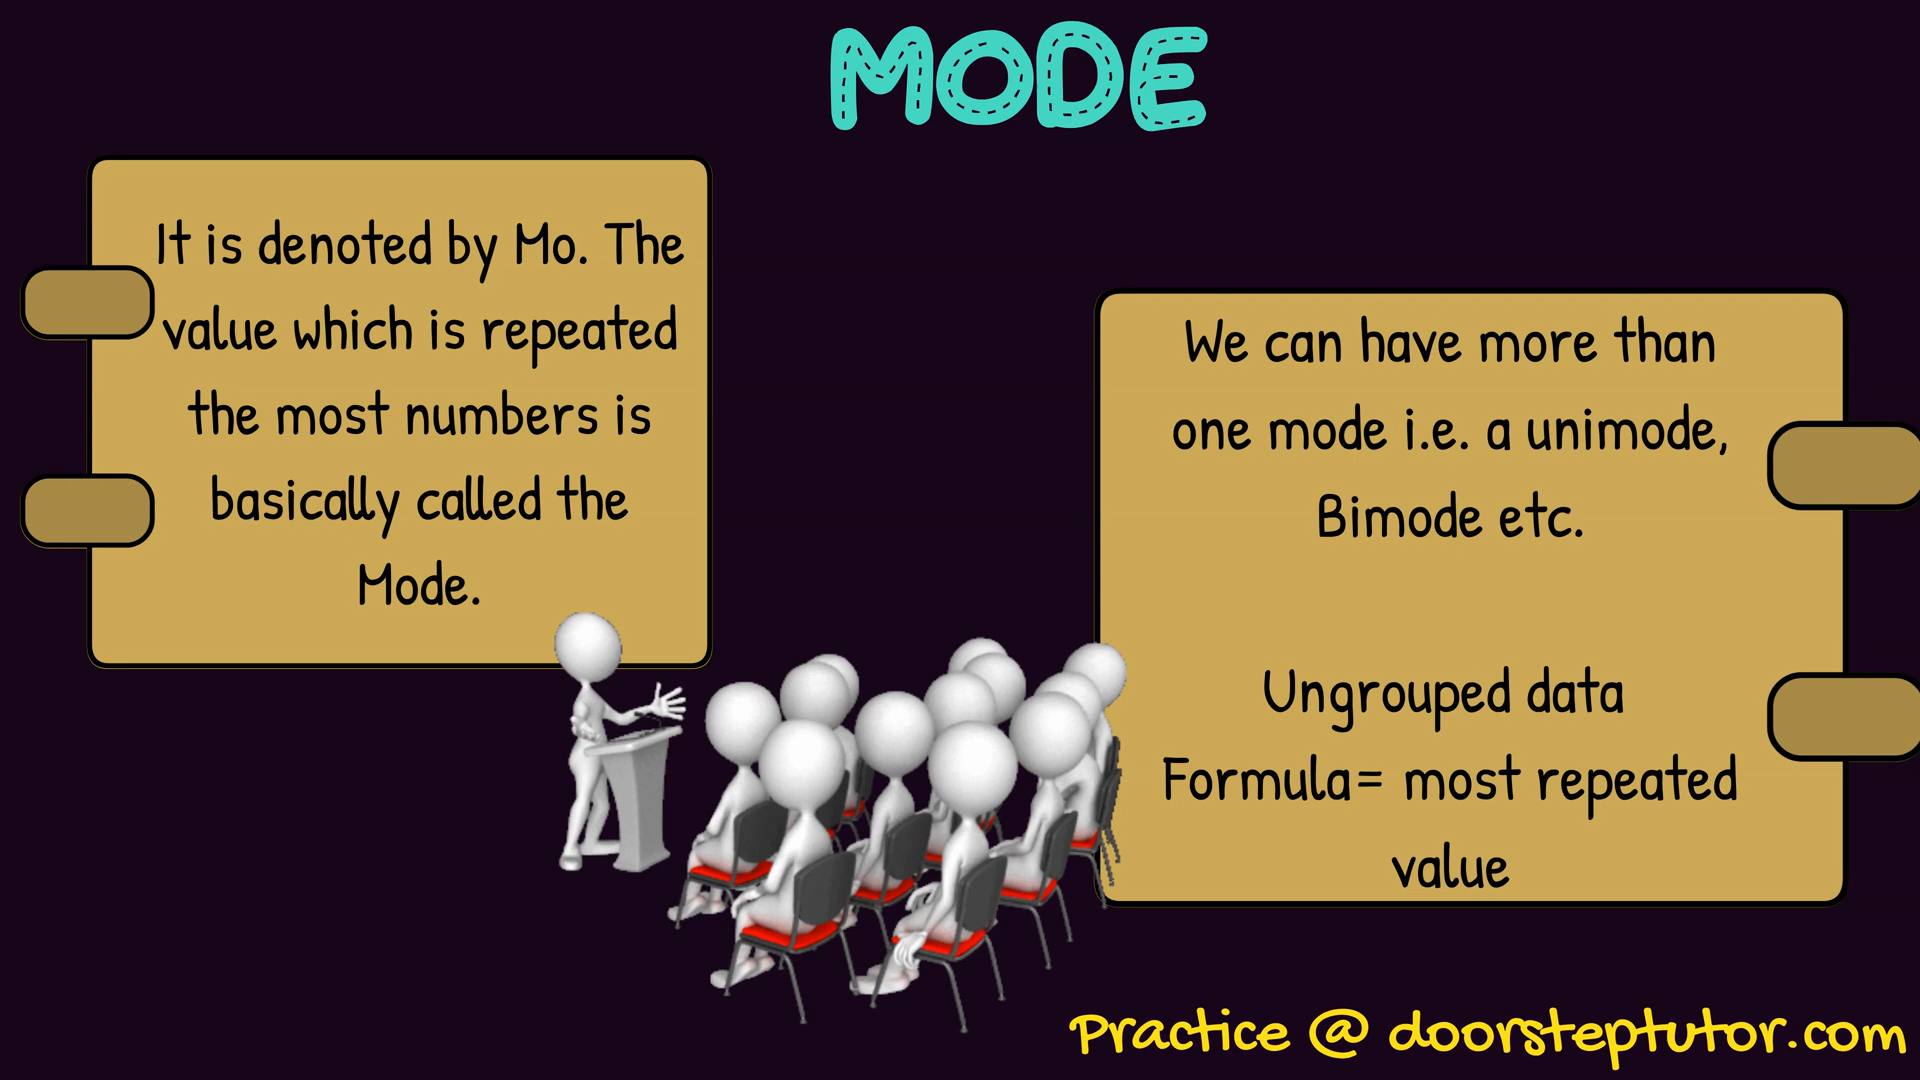 MODE
It is denoted by Mo. The
value which is repeated
the most numbers is
basically called the
Mode.
We can have more than
one mode i.e. a unimode,
Bimode etc.
Ungrouped data
Formula= most repeated
value
Practice @ doorsteptutor.com